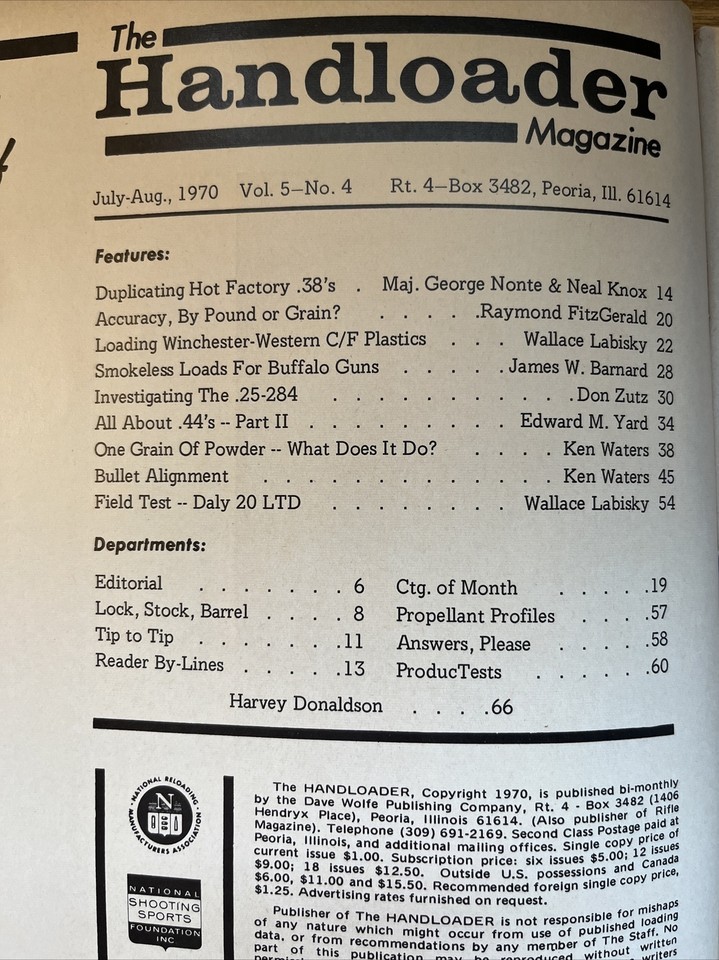 The
Handloader
Magazine
July-Aug., 1970 Vol. 5-No. 4 Rt. 4-Box 3482, Peoria, Ill. 61614
Features:
Duplicating Hot Factory .38's . Maj. George Nonte & Neal Knox 14
Accuracy, By Pound or Grain? . . . . .Raymond FitzGerald 20
Loading Winchester-Western C/F Plastics . . . Wallace Labisky 22
Smokeless Loads For Buffalo Guns . . . . . James W. Barnard 28
Investigating The .25-284 . . . . . . . . . . . Don Zutz 30
All About .44's -- Part II . . . . . . . . . Edward M. Yard 34
One Grain Of Powder -- What Does It Do? . . . . Ken Waters 38
Bullet Alignment . . . . . . . . . . . . Ken Waters 45
Field Test -- Daly 20 LTD . . . . . . . . Wallace Labisky 54
Departments:
Editorial . . . . . . . 6 Ctg. of Month . . . . .19
Lock, Stock, Barrel . . . . 8 Propellant Profiles . . . .57
Tip to Tip . . . . . . .11 Answers, Please . . . . .58
Reader By-Lines . . . . .13 ProducTests . . . . . .60
Harvey Donaldson . . . .66
NATIONAL RELOADING
N
MANUFACTURERS ASSOCIATION
NATIONAL
SHOOTING
SPORTS
FOUNDATION
INC
The HANDLOADER, Copyright 1970, is published bi-monthly
by the Dave Wolfe Publishing Company, Rt. 4 - Box 3482 (1406
Hendryx Place), Peoria, Illinois 61614. (Also publisher of Rifle
Magazine). Telephone (309) 691-2169. Second Class Postage paid at
Peoria, Illinois, and additional mailing offices. Single copy price of
current issue $1.00. Subscription price: six issues $5.00; 12 issues
$9.00; 18 issues $12.50. Outside U.S. possessions and Canada
$6.00, $11.00 and $15.50. Recommended foreign single copy price,
$1.25. Advertising rates furnished on request.
Publisher of The HANDLOADER is not responsible for mishaps
of any nature which might occur from use of published loading
data, or from recommendations by any member of The Staff. No
part of this publication may be reproduced without written
writers